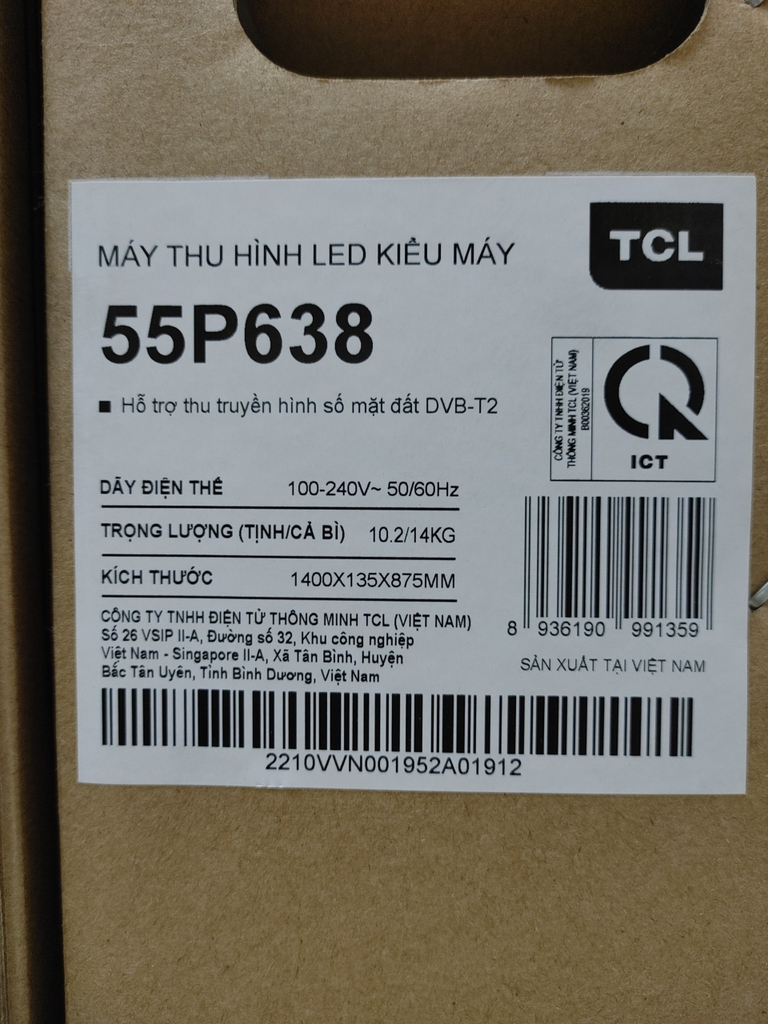 MÁY THU HÌNH LED KIỂU MÁY
TCL
55P638
■ Hỗ trợ thu truyền hình số mặt đất DVB-T2
CÔNG TY TNHH ĐIỆN TỬ
THÔNG MINH TCL (VIỆT NAM)
B00362019
ICT
DÃY ĐIỆN THẾ 100-240V~ 50/60Hz
TRỌNG LƯỢNG (TỊNH/CẢ BÌ) 10.2/14KG
KÍCH THƯỚC 1400X135X875MM
CÔNG TY TNHH ĐIỆN TỬ THÔNG MINH TCL (VIỆT NAM)
Số 26 VSIP II-A, Đường số 32, Khu công nghiệp
Việt Nam - Singapore II-A, Xã Tân Bình, Huyện
Bắc Tân Uyên, Tỉnh Bình Dương, Việt Nam
8 936190 991359
SẢN XUẤT TẠI VIỆT NAM
2210VVN001952A01912